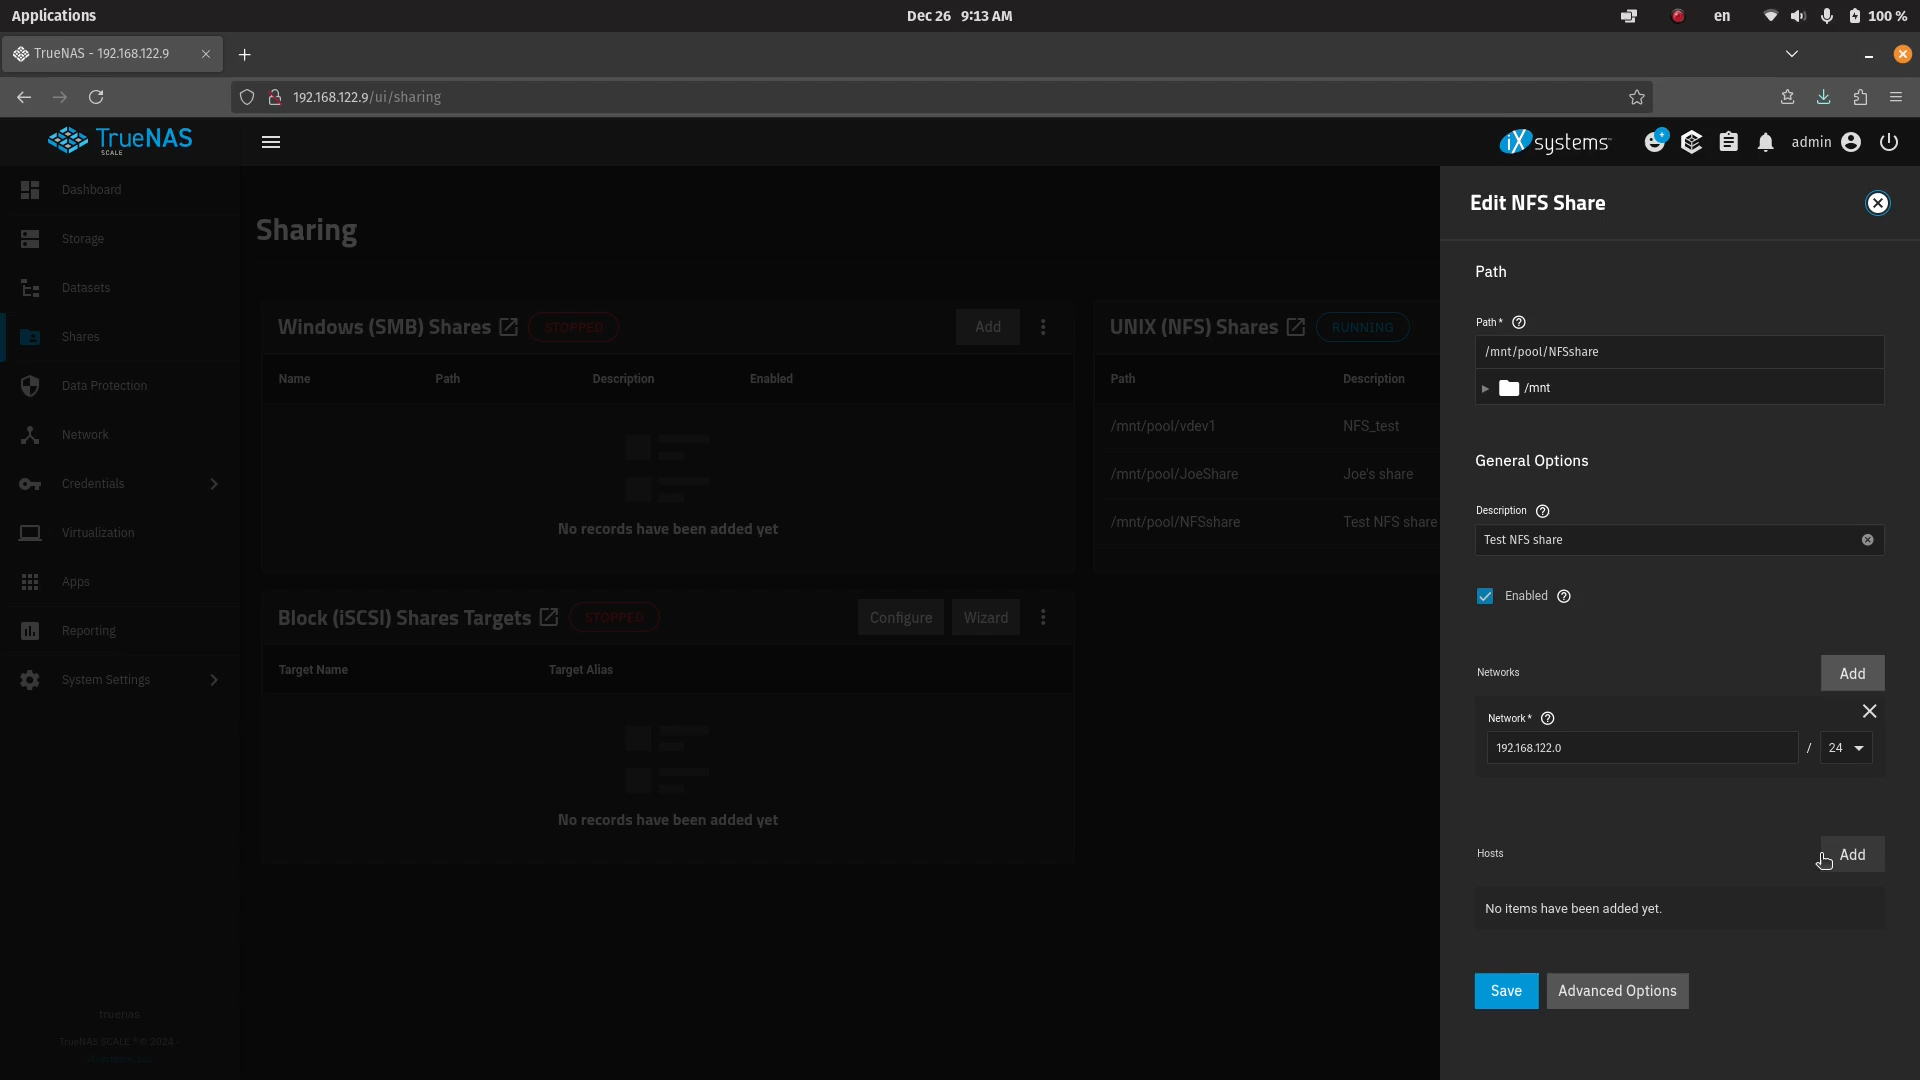 Applications
Dec 26 9:13 AM
en
100 %
TrueNAS - 192.168.122.9
192.168.122.9/ui/sharing
TrueNAS
SCALE
iXsystems
admin
Dashboard
Storage
Datasets
Shares
Data Protection
Network
Credentials
Virtualization
Apps
Reporting
System Settings
truenas
TrueNAS SCALE ® © 2024 -
Sharing
Windows (SMB) Shares
STOPPED
Add
Name Path Description Enabled
No records have been added yet
Block (iSCSI) Shares Targets
STOPPED
Configure
Wizard
Target Name Target Alias
No records have been added yet
UNIX (NFS) Shares
RUNNING
Path Description
/mnt/pool/vdev1 NFS_test
/mnt/pool/JoeShare Joe's share
/mnt/pool/NFSshare Test NFS share
Edit NFS Share
Path
Path*
/mnt/pool/NFSshare
/mnt
General Options
Description
Test NFS share
Enabled
Networks
Add
Network*
192.168.122.0 / 24
Hosts
Add
No items have been added yet.
Save
Advanced Options